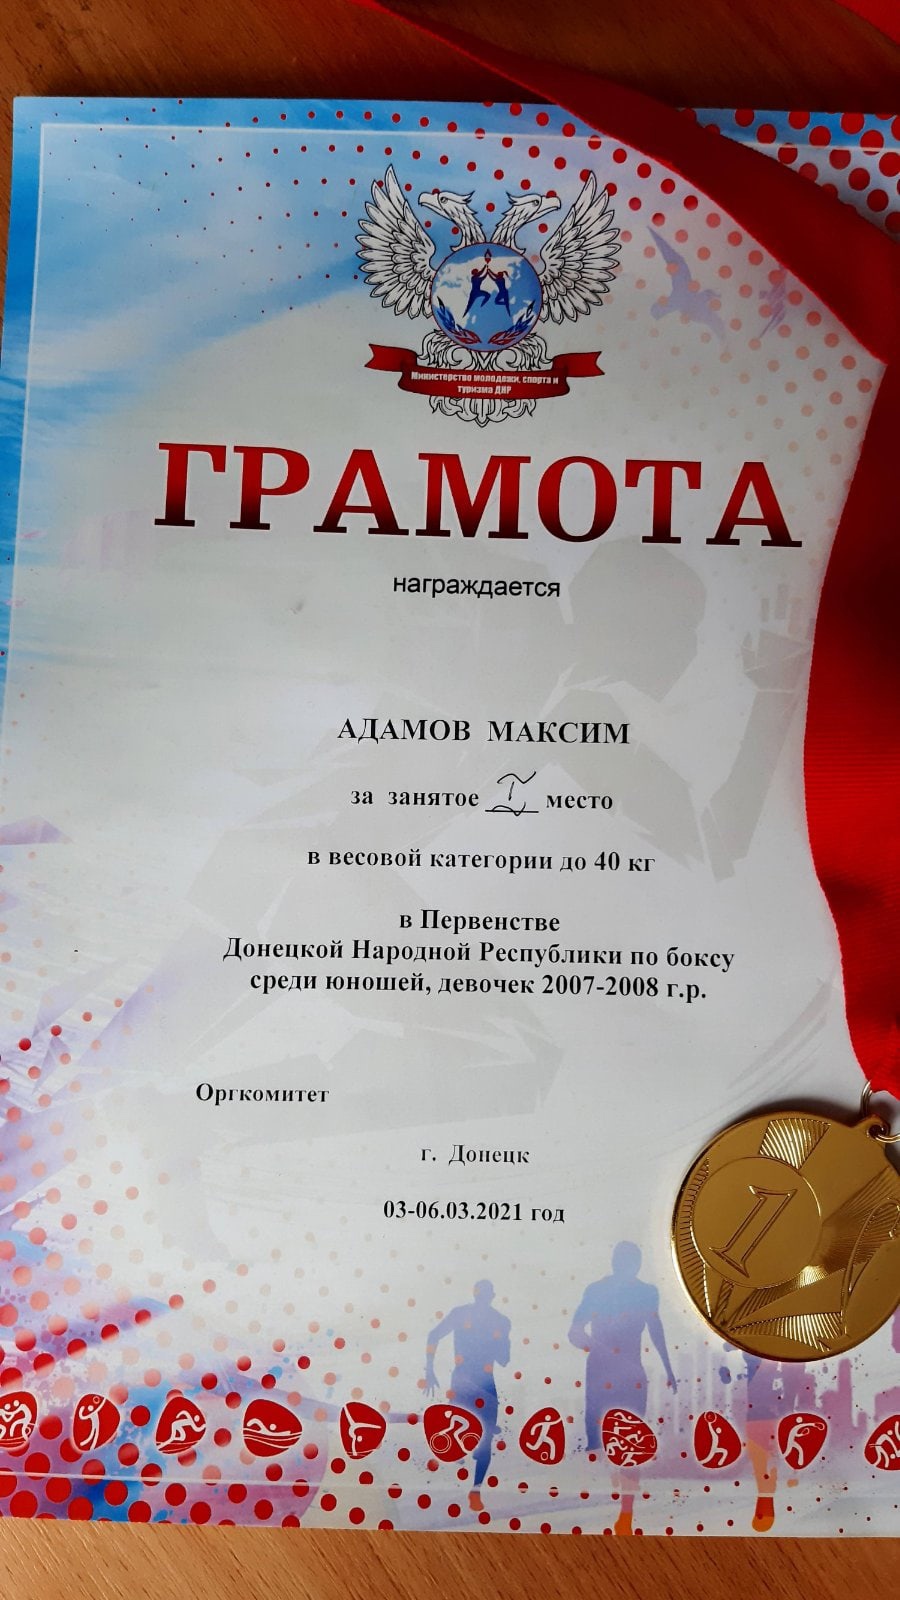 Министерство молодежи, спорта и
туризма ДНР
ГРАМОТА
награждается
АДАМОВ МАКСИМ
за занятое I место
в весовой категории до 40 кг
в Первенстве
Донецкой Народной Республики по боксу
среди юношей, девочек 2007-2008 г.р.
Оргкомитет
г. Донецк
03-06.03.2021 год
1